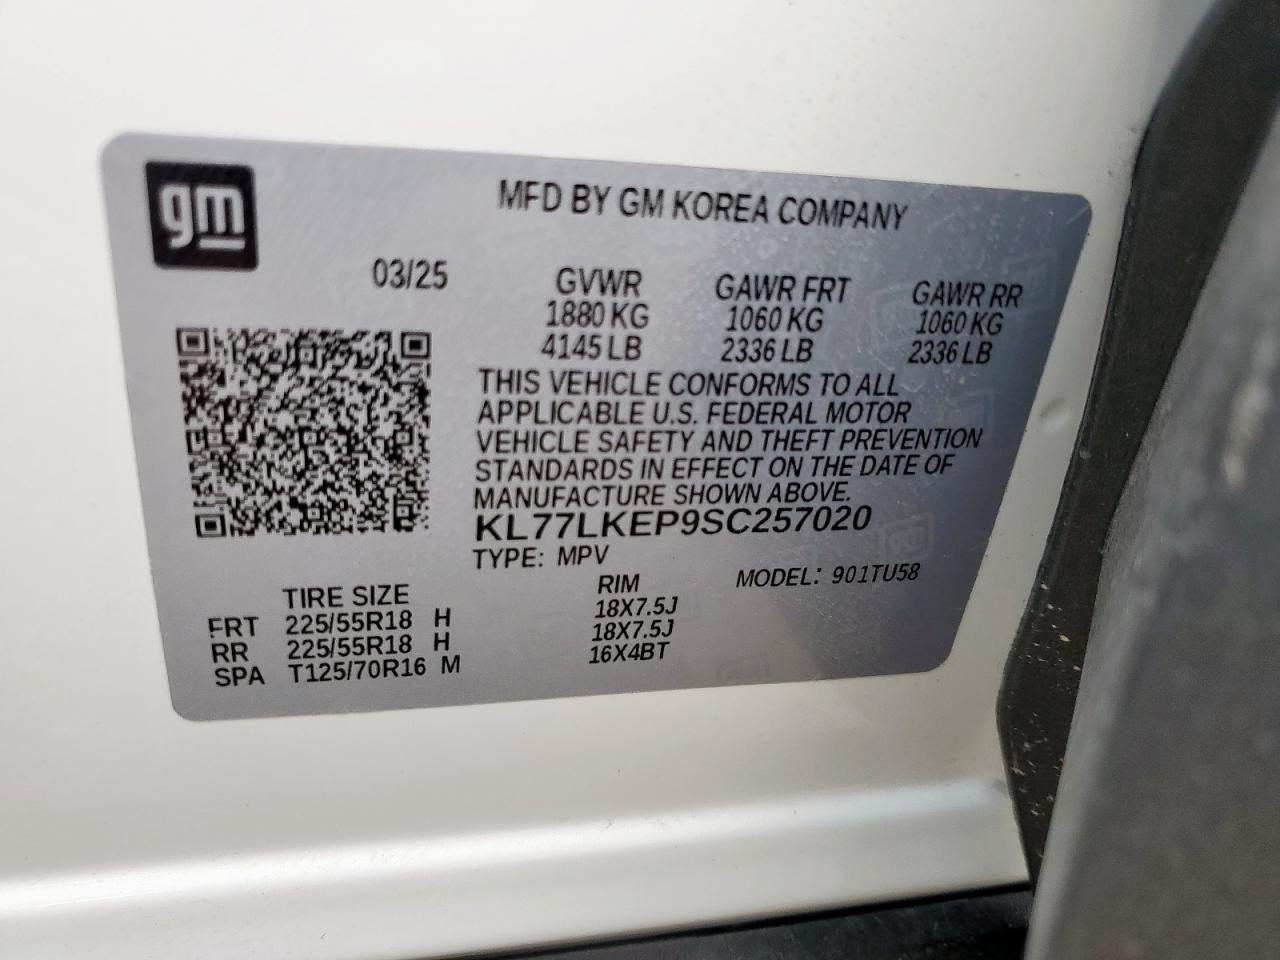 gm
MFD BY GM KOREA COMPANY
03/25
GVWR GAWR FRT GAWR RR
1880 KG 1060 KG 1060 KG
4145 LB 2336 LB 2336 LB
THIS VEHICLE CONFORMS TO ALL
APPLICABLE U.S. FEDERAL MOTOR
VEHICLE SAFETY AND THEFT PREVENTION
STANDARDS IN EFFECT ON THE DATE OF
MANUFACTURE SHOWN ABOVE.
KL77LKEP9SC257020
TYPE: MPV MODEL: 901TU58
TIRE SIZE RIM
FRT 225/55R18 H 18X7.5J
RR 225/55R18 H 18X7.5J
SPA T125/70R16 M 16X4BT